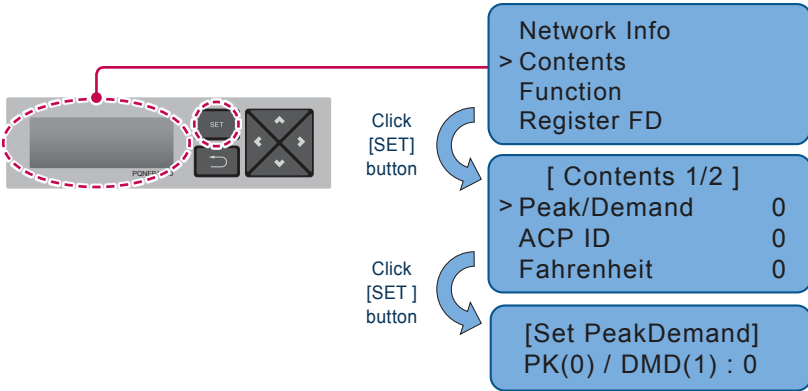 Network Info
> Contents
Function
Register FD
SET
Click
[SET]
button
[ Contents 1/2 ]
> Peak/Demand 0
ACP ID 0
Fahrenheit 0
Click
[SET ]
button
[Set PeakDemand]
PK(0) / DMD(1) : 0